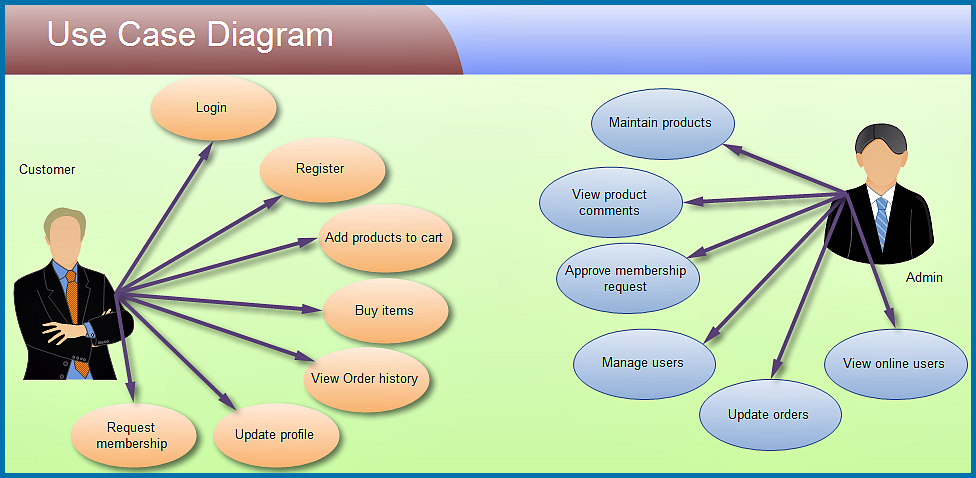 Use Case Diagram
Customer
Login
Register
Add products to cart
Buy items
View Order history
Update profile
Request
membership
Maintain products
View product
comments
Approve membership
request
Manage users
Update orders
View online users
Admin